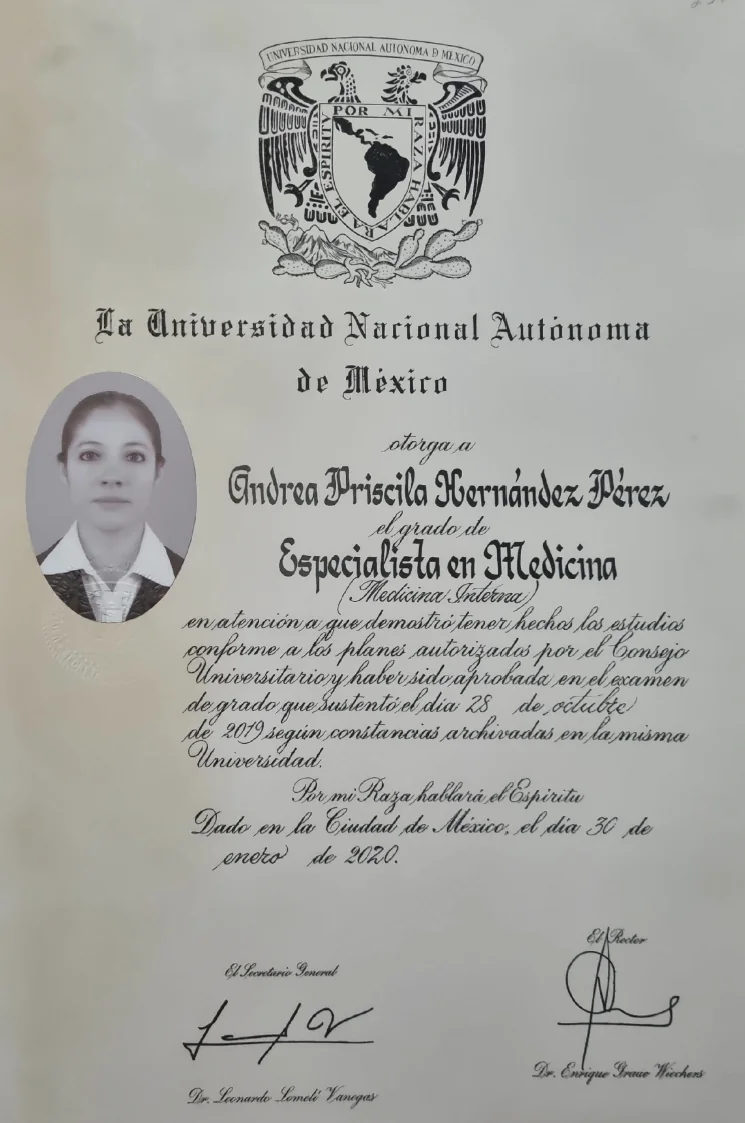 UNIVERSIDAD NACIONAL AUTONOMA D MEXICO
POR MI RAZA HABLARA EL ESPIRITU
La Universidad Nacional Autónoma
de México
otorga a
Andrea Priscila Hernández Pérez
el grado de
Especialista en Medicina
(Medicina Interna)
en atención a que demostró tener hechos los estudios
conforme a los planes autorizados por el Consejo
Universitario y haber sido aprobada en el examen
de grado que sustentó el día 28 de octubre
de 2019 según constancias archivadas en la misma
Universidad.
Por mi Raza hablará el Espíritu
Dado en la Ciudad de México, el día 30 de
enero de 2020.
El Secretario General
Dr. Leonardo Lomelí Vanegas
El Rector
Dr. Enrique Graue Wiechers